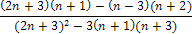 (2n + 3)(n + 1) − (n − 3)(n + 2)
(2n + 3)² − 3(n + 1)(n + 3)